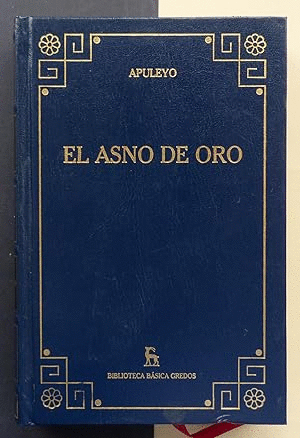 APULEYO
EL ASNO DE ORO
BIBLIOTECA BÁSICA GREDOS